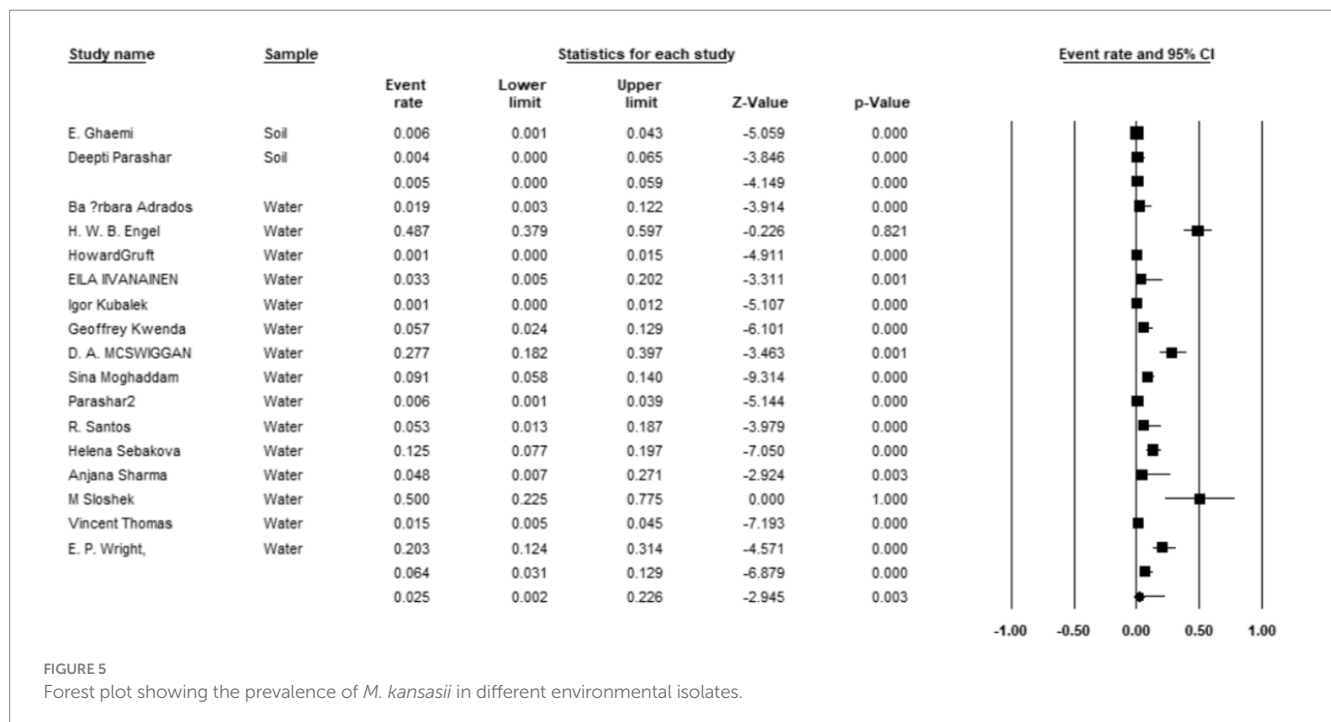 Study name Sample Statistics for each study Event rate and 95% CI
Event rate Lower limit Upper limit Z-Value p-Value
E. Ghaemi Soil 0.006 0.001 0.043 -5.059 0.000
Deepti Parashar Soil 0.004 0.000 0.065 -3.846 0.000
0.005 0.000 0.059 -4.149 0.000
Ba ?rbara Adrados Water 0.019 0.003 0.122 -3.914 0.000
H. W. B. Engel Water 0.487 0.379 0.597 -0.226 0.821
HowardGruft Water 0.001 0.000 0.015 -4.911 0.000
EILA IIVANAINEN Water 0.033 0.005 0.202 -3.311 0.001
Igor Kubalek Water 0.001 0.000 0.012 -5.107 0.000
Geoffrey Kwenda Water 0.057 0.024 0.129 -6.101 0.000
D. A. MCSWIGGAN Water 0.277 0.182 0.397 -3.463 0.001
Sina Moghaddam Water 0.091 0.058 0.140 -9.314 0.000
Parashar2 Water 0.006 0.001 0.039 -5.144 0.000
R. Santos Water 0.053 0.013 0.187 -3.979 0.000
Helena Sebakova Water 0.125 0.077 0.197 -7.050 0.000
Anjana Sharma Water 0.048 0.007 0.271 -2.924 0.003
M Sloshek Water 0.500 0.225 0.775 0.000 1.000
Vincent Thomas Water 0.015 0.005 0.045 -7.193 0.000
E. P. Wright, Water 0.203 0.124 0.314 -4.571 0.000
0.064 0.031 0.129 -6.879 0.000
0.025 0.002 0.226 -2.945 0.003
-1.00 -0.50 0.00 0.50 1.00
FIGURE 5
Forest plot showing the prevalence of M. kansasii in different environmental isolates.